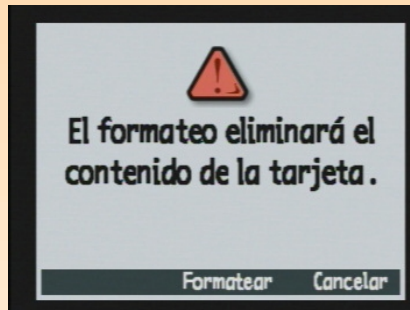 El formateo eliminará el
contenido de la tarjeta.
Formatear Cancelar